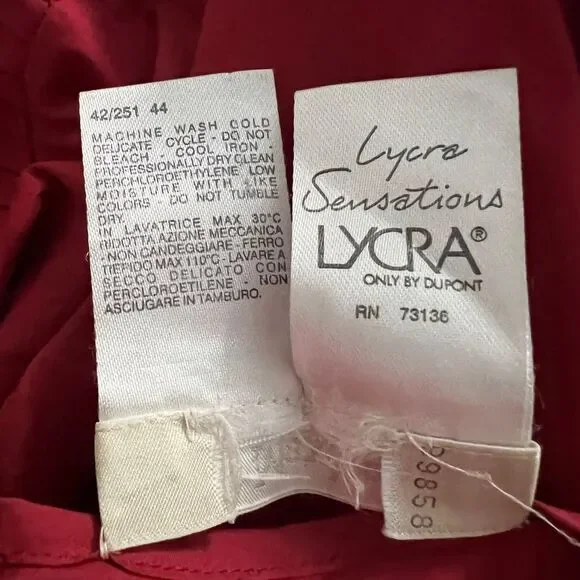 42/251 44
MACHINE WASH COLD
DELICATE CYCLE - DO NOT
BLEACH - COOL IRON -
PROFESSIONALLY DRY CLEAN
PERCHLOROETHYLENE LOW
MOISTURE WITH LIKE
COLORS - DO NOT TUMBLE
DRY.
IN LAVATRICE MAX 30°C
RIDOTTA AZIONE MECCANICA
- NON CANDEGGIARE - FERRO
TIEPIDO MAX 110°C - LAVARE A
SECCO DELICATO CON
PERCLOROETILENE - NON
ASCIUGARE IN TAMBURO.
Lycra
Sensations
LYCRA®
ONLY BY DUPONT
RN 73136
29858